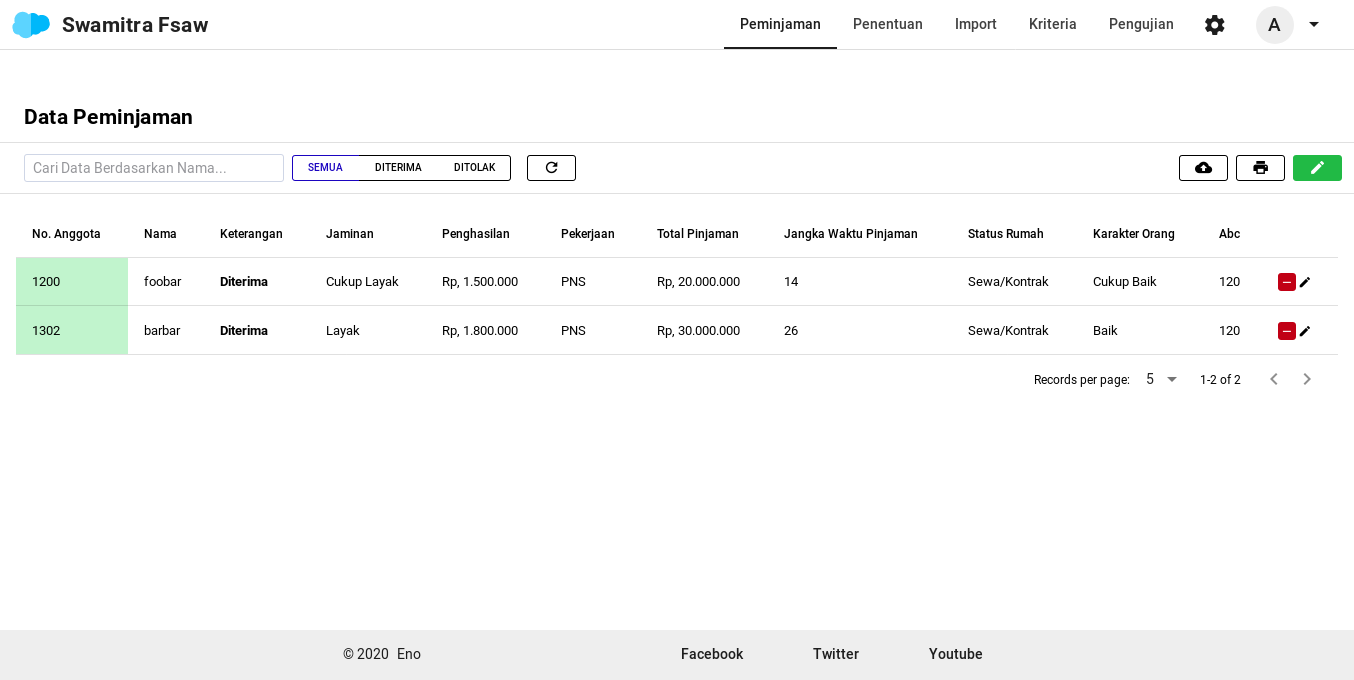 Swamitra Fsaw Peminjaman Penentuan Import Kriteria Pengujian A
Data Peminjaman
Cari Data Berdasarkan Nama... SEMUA DITERIMA DITOLAK
No. Anggota Nama Keterangan Jaminan Penghasilan Pekerjaan Total Pinjaman Jangka Waktu Pinjaman Status Rumah Karakter Orang Abc
1200 foobar Diterima Cukup Layak Rp, 1.500.000 PNS Rp, 20.000.000 14 Sewa/Kontrak Cukup Baik 120
1302 barbar Diterima Layak Rp, 1.800.000 PNS Rp, 30.000.000 26 Sewa/Kontrak Baik 120
Records per page: 5 1-2 of 2
© 2020 Eno Facebook Twitter Youtube